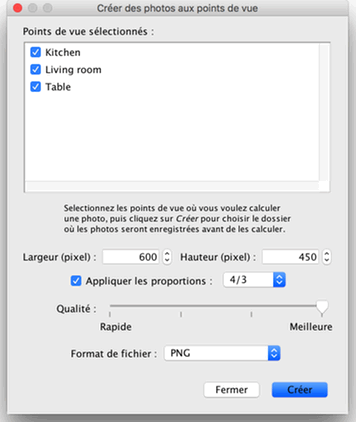 Créer des photos aux points de vue
Points de vue sélectionnés :
Kitchen
Living room
Table
Selectionnez les points de vue où vous voulez calculer
une photo, puis cliquez sur Créer pour choisir le dossier
où les photos seront enregistrées avant de les calculer.
Largeur (pixel) : 600 Hauteur (pixel) : 450
Appliquer les proportions : 4/3
Qualité :
Rapide Meilleure
Format de fichier : PNG
Fermer Créer